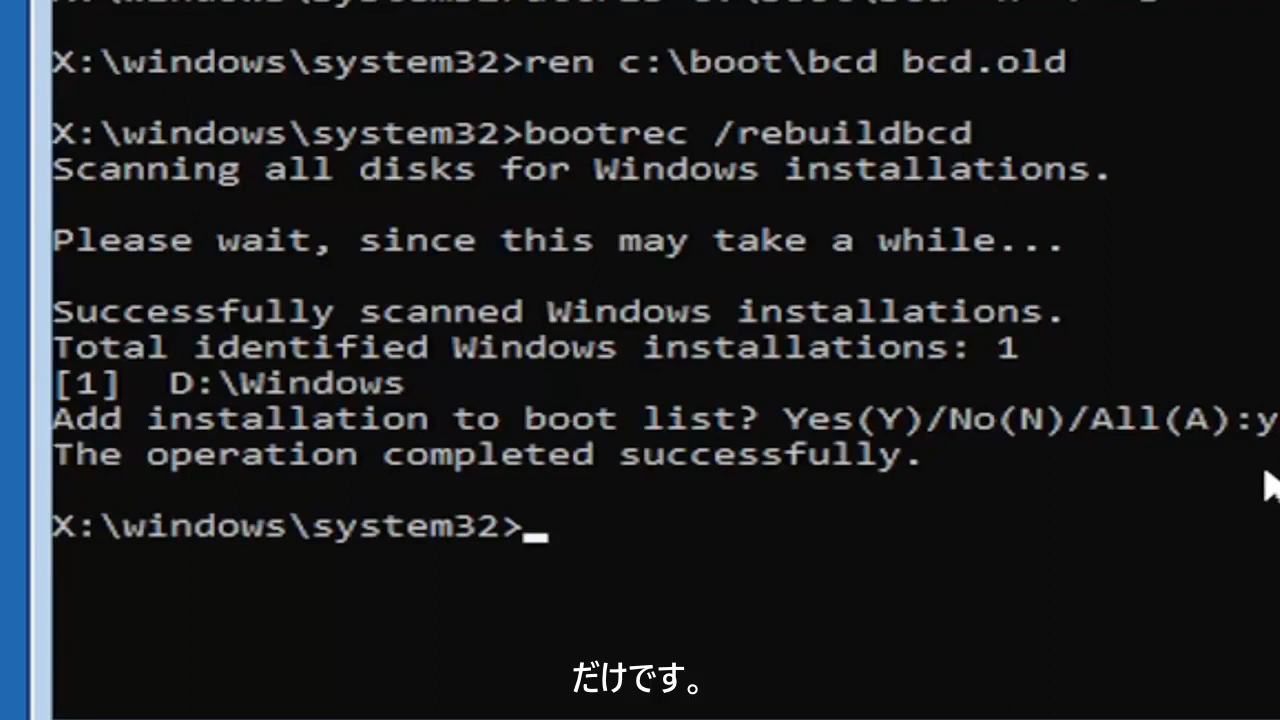 X:\windows\system32>ren c:\boot\bcd bcd.old
X:\windows\system32>bootrec /rebuildbcd
Scanning all disks for Windows installations.
Please wait, since this may take a while...
Successfully scanned Windows installations.
Total identified Windows installations: 1
[1]  D:\Windows
Add installation to boot list? Yes(Y)/No(N)/All(A):y
The operation completed successfully.
X:\windows\system32>
だけです。